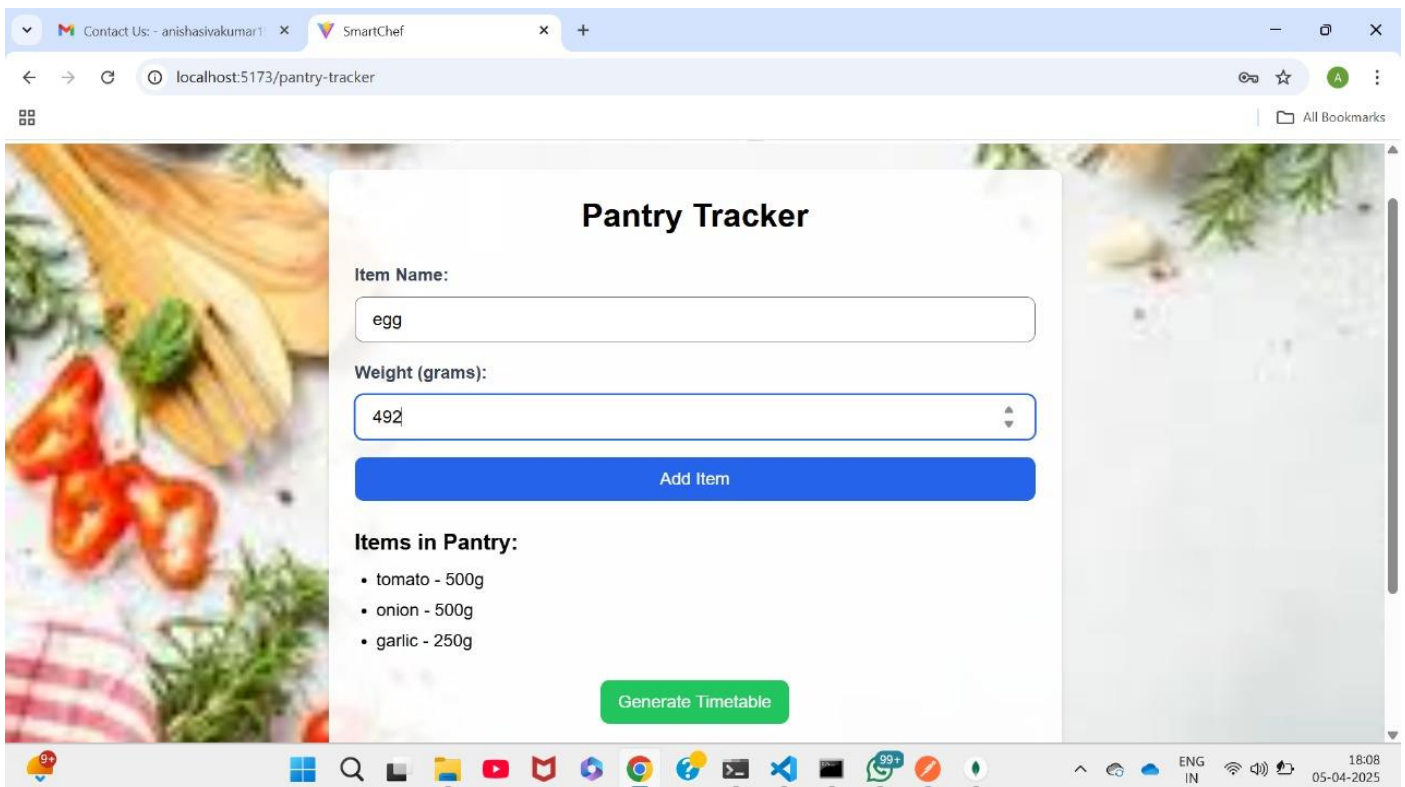 Contact Us: - anishasivakumar1
SmartChef
localhost:5173/pantry-tracker
A
All Bookmarks
Pantry Tracker
Item Name:
egg
Weight (grams):
492
Add Item
Items in Pantry:
• tomato - 500g
• onion - 500g
• garlic - 250g
Generate Timetable
9+
99+
ENG
IN
18:08
05-04-2025